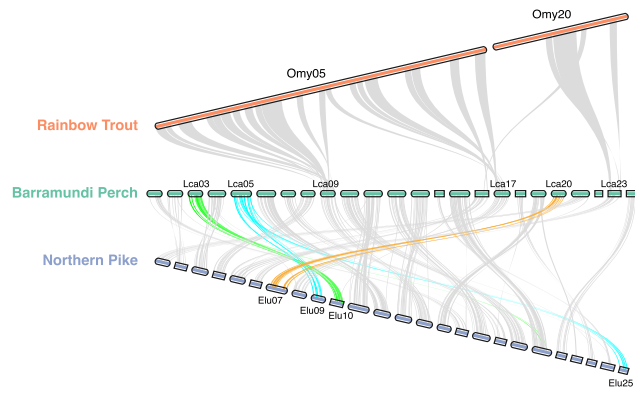 Omy20
Omy05
Rainbow Trout
Lca03
Lca05
Lca09
Lca17
Lca20
Lca23
Barramundi Perch
Northern Pike
Elu07
Elu09
Elu10
Elu25